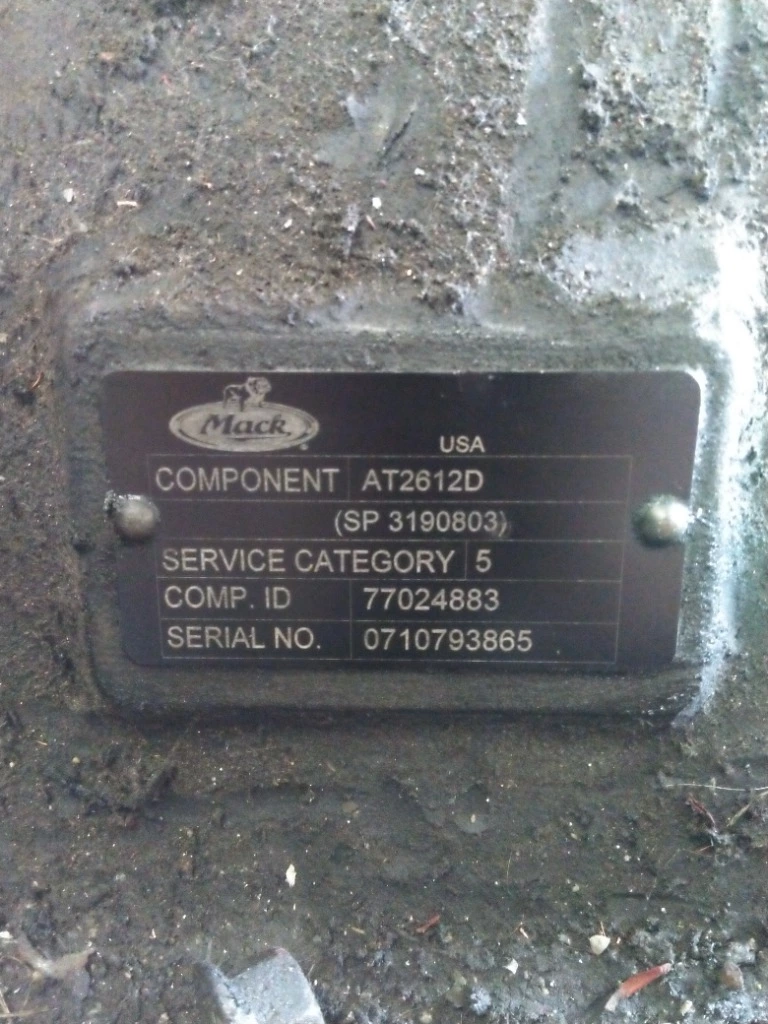 Mack
USA
COMPONENT AT2612D
(SP 3190803)
SERVICE CATEGORY 5
COMP. ID 77024883
SERIAL NO. 0710793865